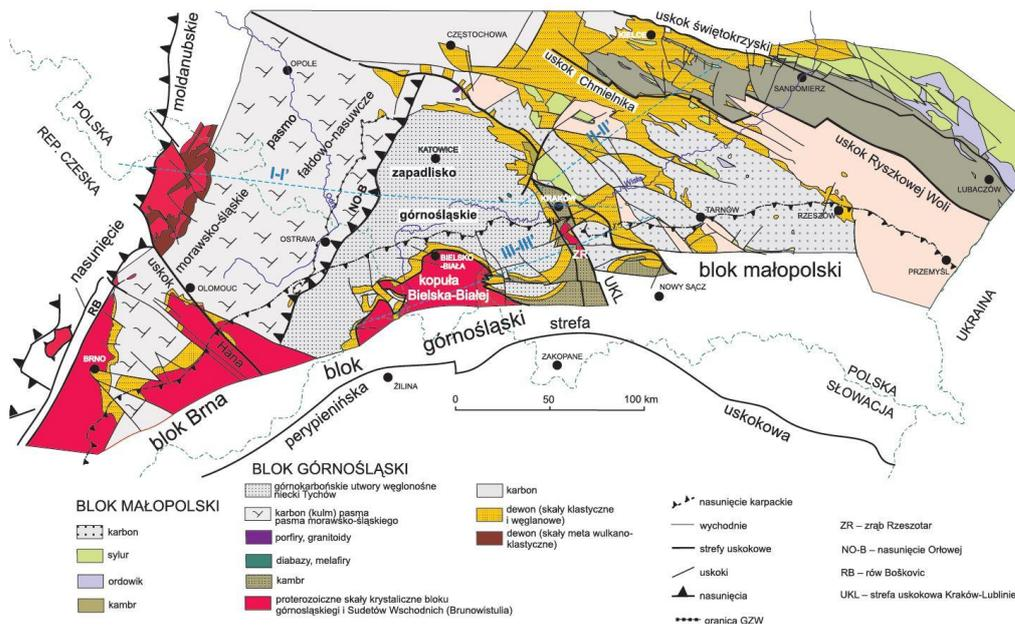 CZĘSTOCHOWA
KIELCE
uskok świętokrzyski
moldanubskie
OPOLE
uskok Chmielnika
SANDOMIERZ
POLSKA
REP. CZESKA
pasmo
fałdowo-nasuwcze
morawsko-śląskie
KATOWICE
zapadlisko
górnośląskie
I-I'
II-II'
III-III'
NO-B
Odra
Wisła
KRAKÓW
uskok Ryszkowej Woli
LUBACZÓW
TARNÓW
RZESZÓW
PRZEMYŚL
OSTRAVA
nasunięcie
uskok
OLOMOUC
RB
BRNO
Hana
BIELSKO
-BIAŁA
kopuła
Bielska-Białej
ZR
UKL
NOWY SĄCZ
blok małopolski
UKRAINA
blok Brna
blok
górnośląski
perypienińska
strefa
uskokowa
ŽILINA
ZAKOPANE
POLSKA
SŁOWACJA
0 50 100 km
BLOK MAŁOPOLSKI
karbon
sylur
ordowik
kambr
BLOK GÓRNOŚLĄSKI
górnokarbońskie utwory węglonośne
niecki Tychów
karbon (kulm) pasma
pasma morawsko-śląskiego
porfiry, granitoidy
diabazy, melafiry
kambr
proterozoiczne skały krystaliczne bloku
górnośląskiegi i Sudetów Wschodnich (Brunowistulia)
karbon
dewon (skały klastyczne
i węglanowe)
dewon (skały meta wulkano-
klastyczne)
nasunięcie karpackie
wychodnie
strefy uskokowe
uskoki
nasunięcia
granica GZW
ZR – zrąb Rzeszotar
NO-B – nasunięcie Orłowej
RB – rów Boškovic
UKL – strefa uskokowa Kraków-Lubliniec